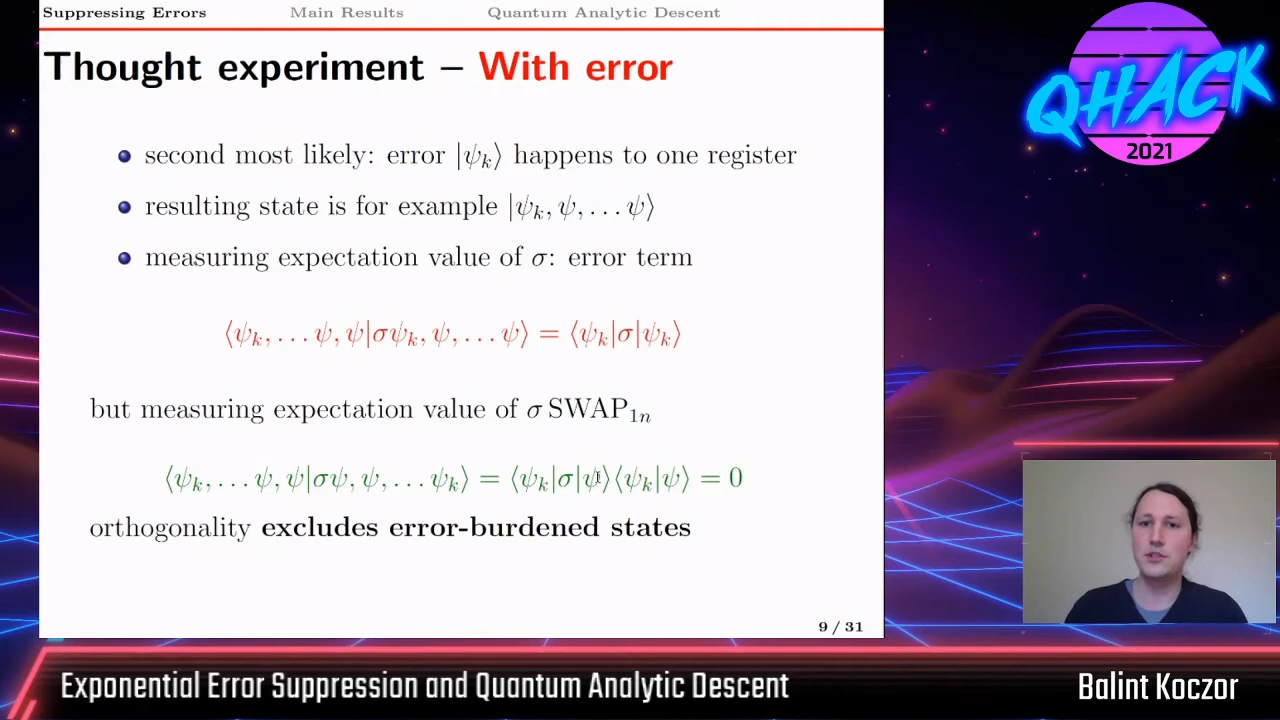 Suppressing Errors Main Results Quantum Analytic Descent
Thought experiment – With error
second most likely: error |ψ_k⟩ happens to one register
resulting state is for example |ψ_k, ψ, . . . ψ⟩
measuring expectation value of σ: error term
⟨ψ_k, . . . ψ, ψ|σψ_k, ψ, . . . ψ⟩ = ⟨ψ_k|σ|ψ_k⟩
but measuring expectation value of σ SWAP_{1n}
⟨ψ_k, . . . ψ, ψ|σψ, ψ, . . . ψ_k⟩ = ⟨ψ_k|σ|ψ⟩⟨ψ_k|ψ⟩ = 0
orthogonality excludes error-burdened states
9 / 31
QHACK
2021
Exponential Error Suppression and Quantum Analytic Descent
Balint Koczor